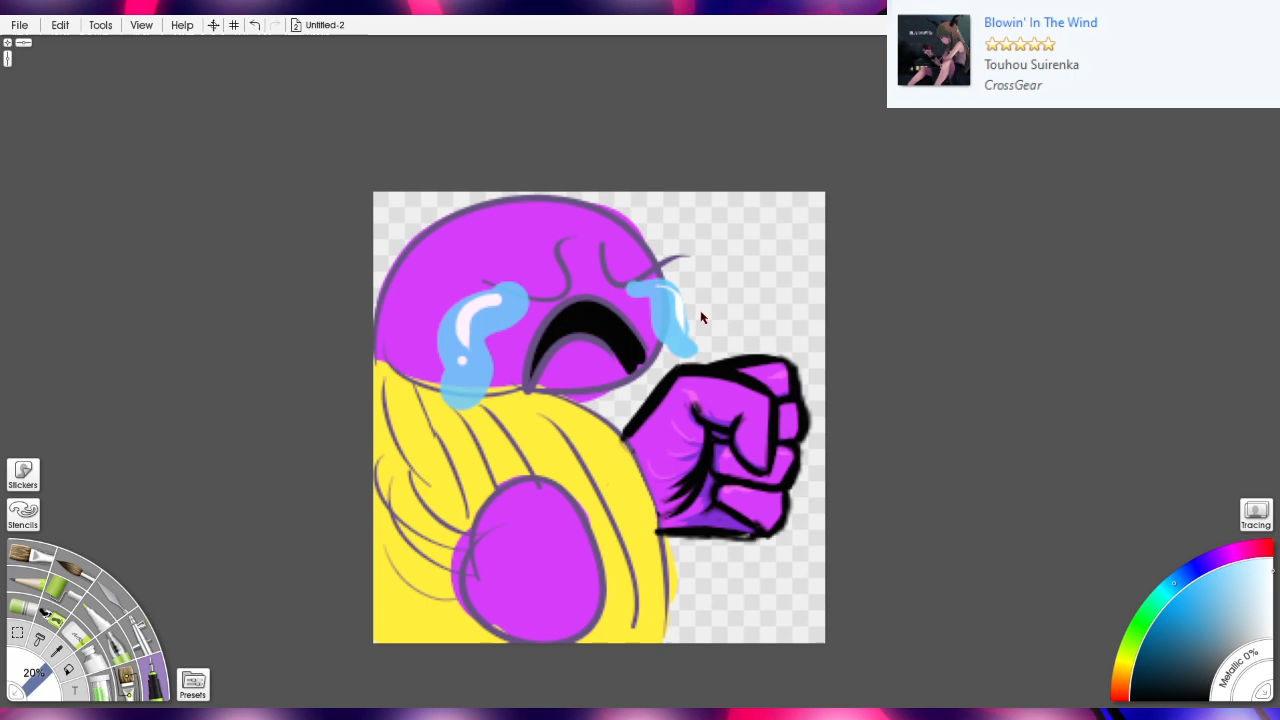 File Edit Tools View Help Untitled-2
Blowin' In The Wind
Touhou Suirenka
CrossGear
Stickers
Stencils
Tracing
20%
Presets
Metallic 0%